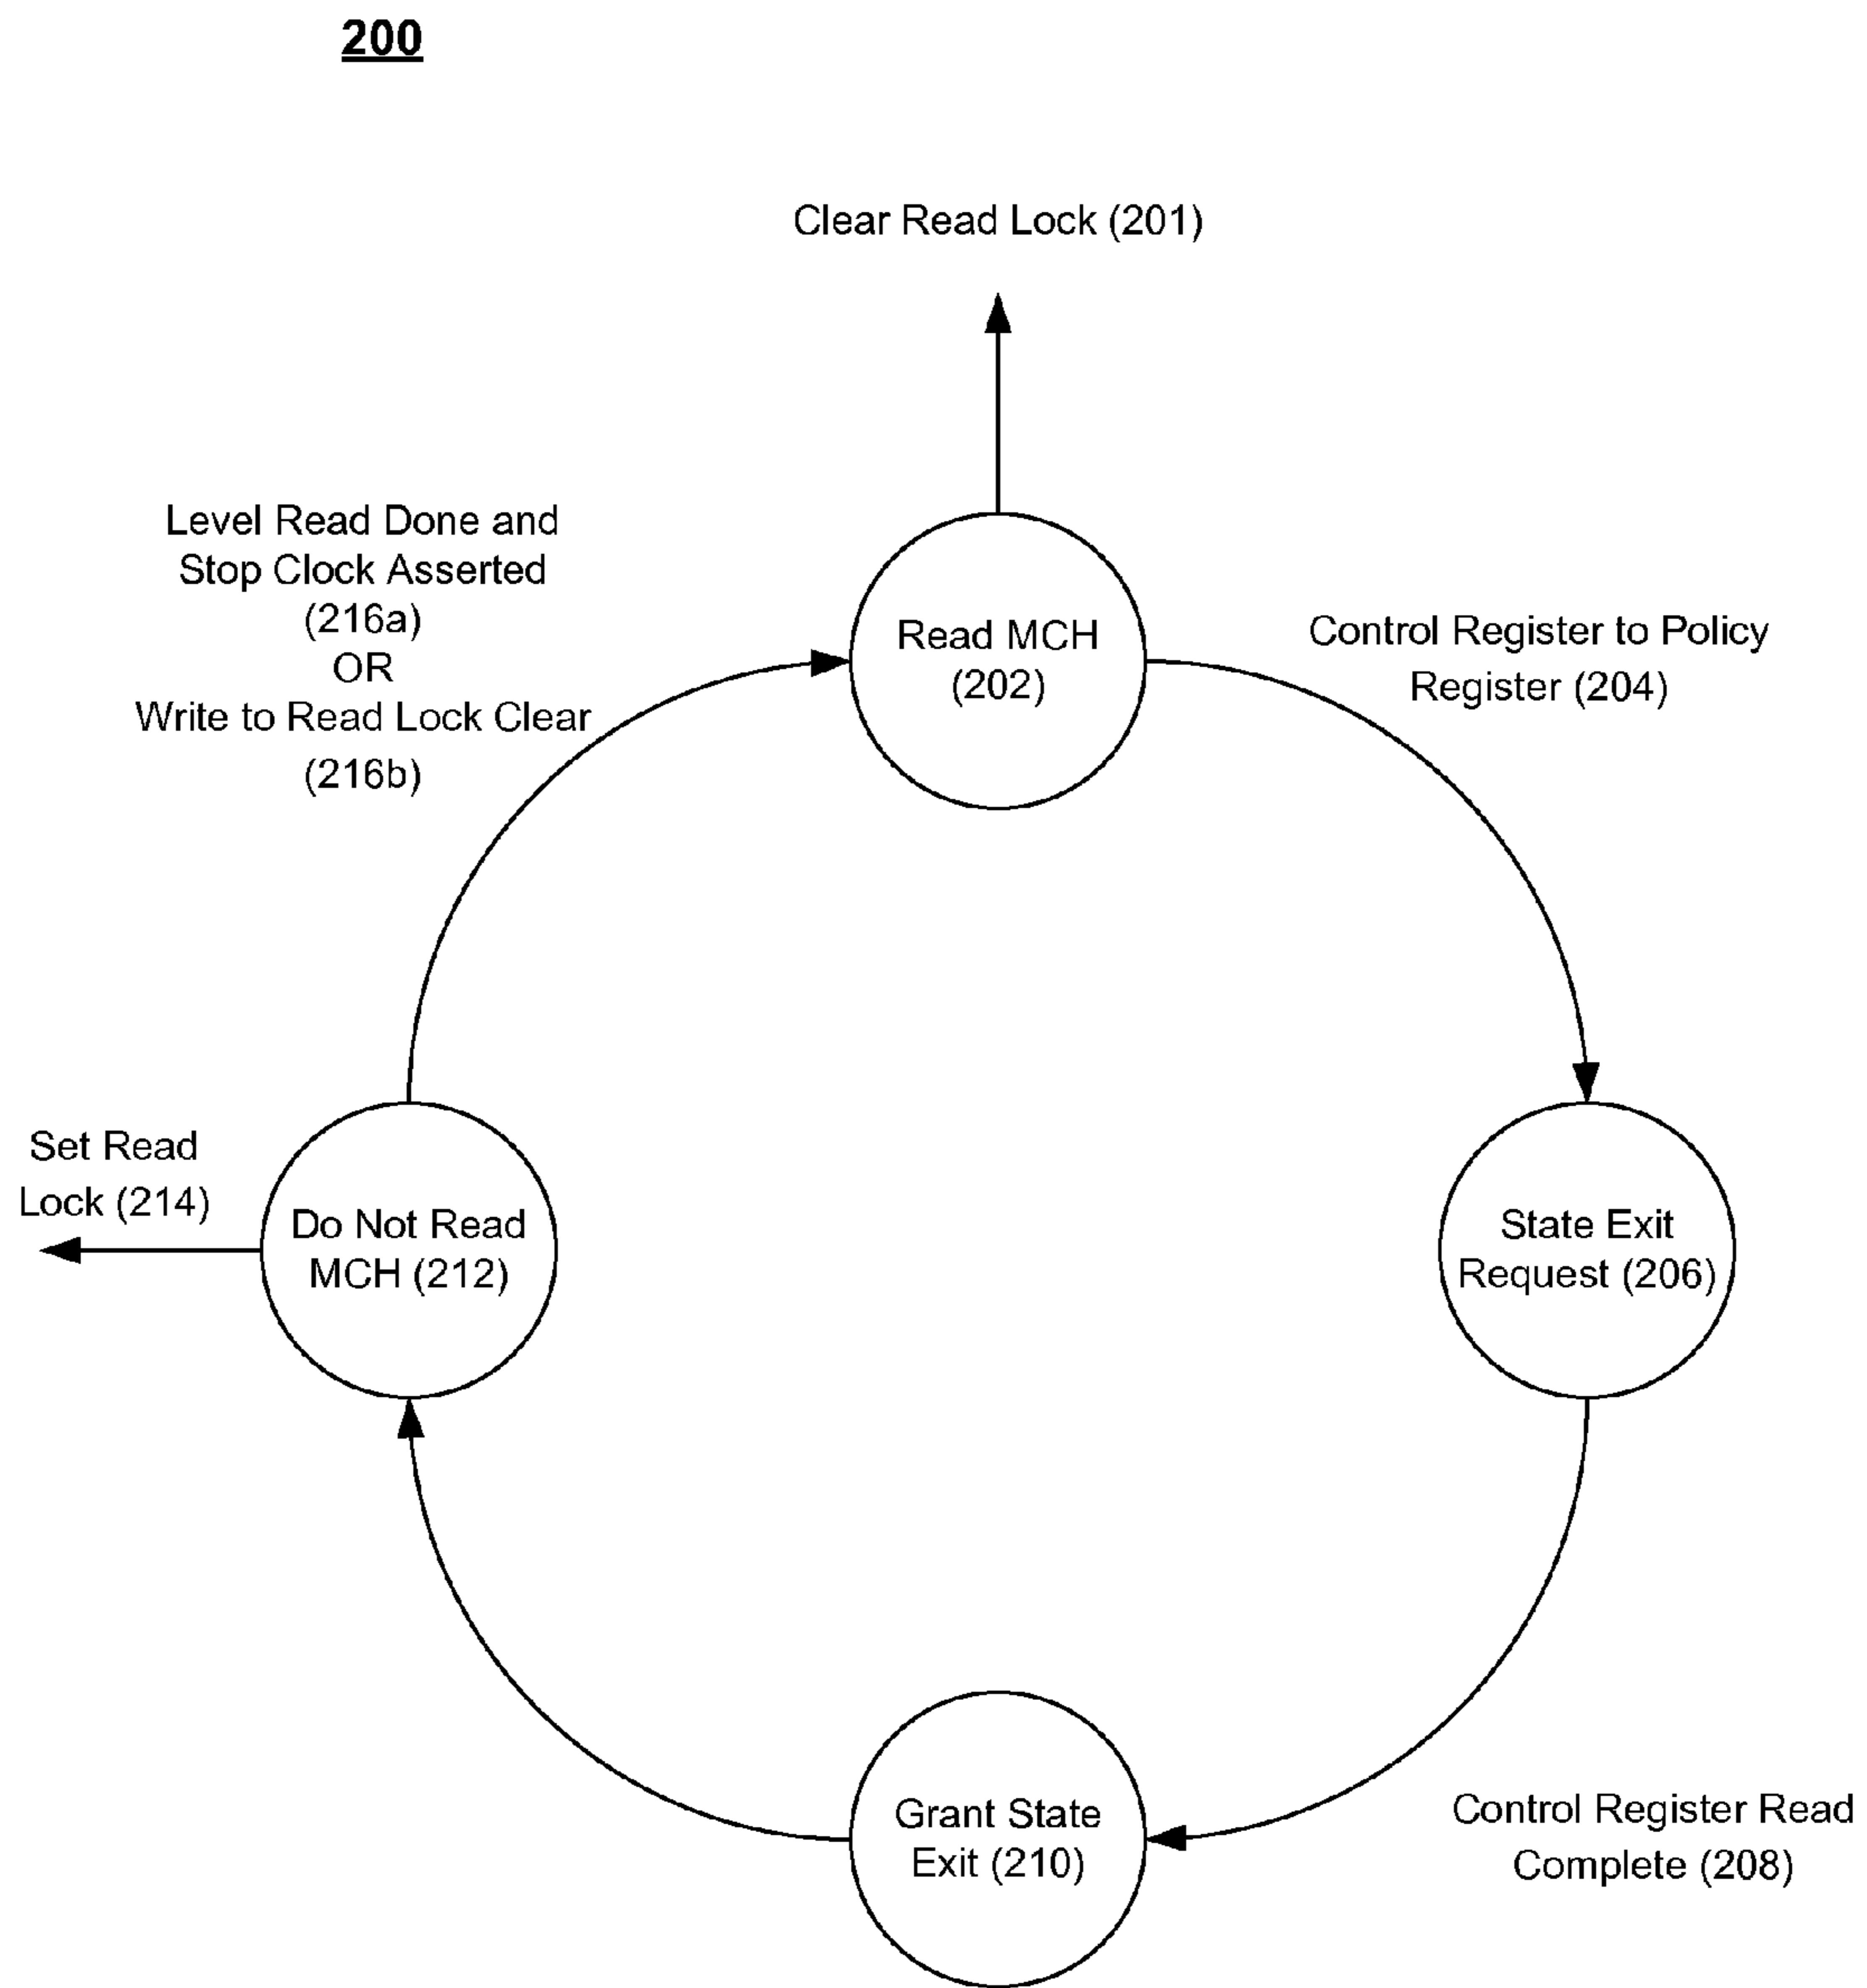 200
Clear Read Lock (201)
Level Read Done and
Stop Clock Asserted
(216a)
OR
Write to Read Lock Clear
(216b)
Read MCH
(202)
Control Register to Policy
Register (204)
Set Read
Lock (214)
Do Not Read
MCH (212)
State Exit
Request (206)
Grant State
Exit (210)
Control Register Read
Complete (208)